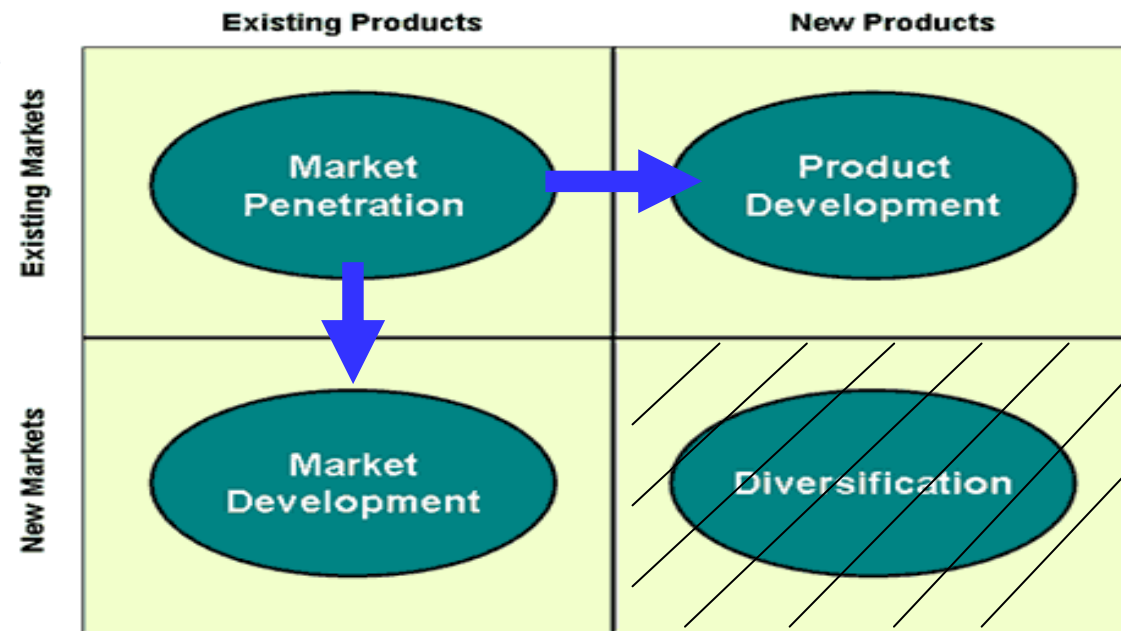 Existing Products
New Products
Existing Markets
Market
Penetration
Product
Development
New Markets
Market
Development
Diversification